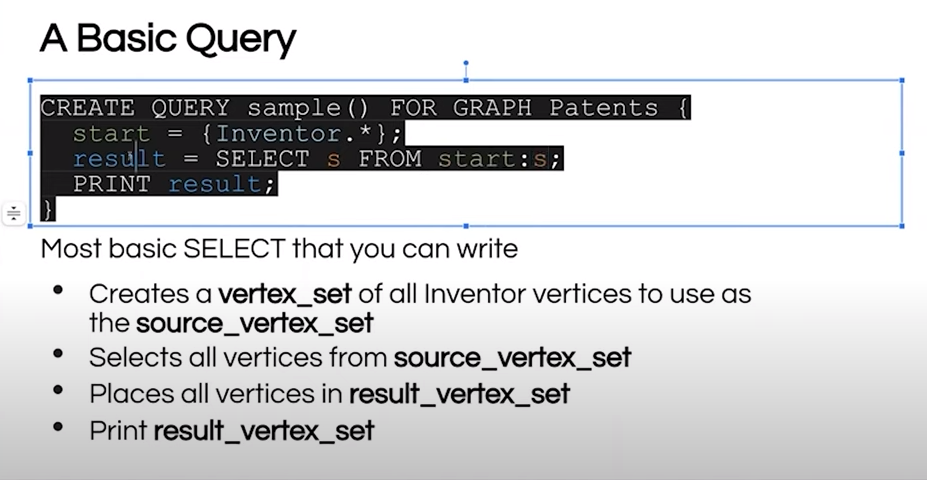 A Basic Query
CREATE QUERY sample() FOR GRAPH Patents {
start = {Inventor.*};
result = SELECT s FROM start:s;
PRINT result;
}
Most basic SELECT that you can write
• Creates a vertex_set of all Inventor vertices to use as
the source_vertex_set
• Selects all vertices from source_vertex_set
• Places all vertices in result_vertex_set
• Print result_vertex_set